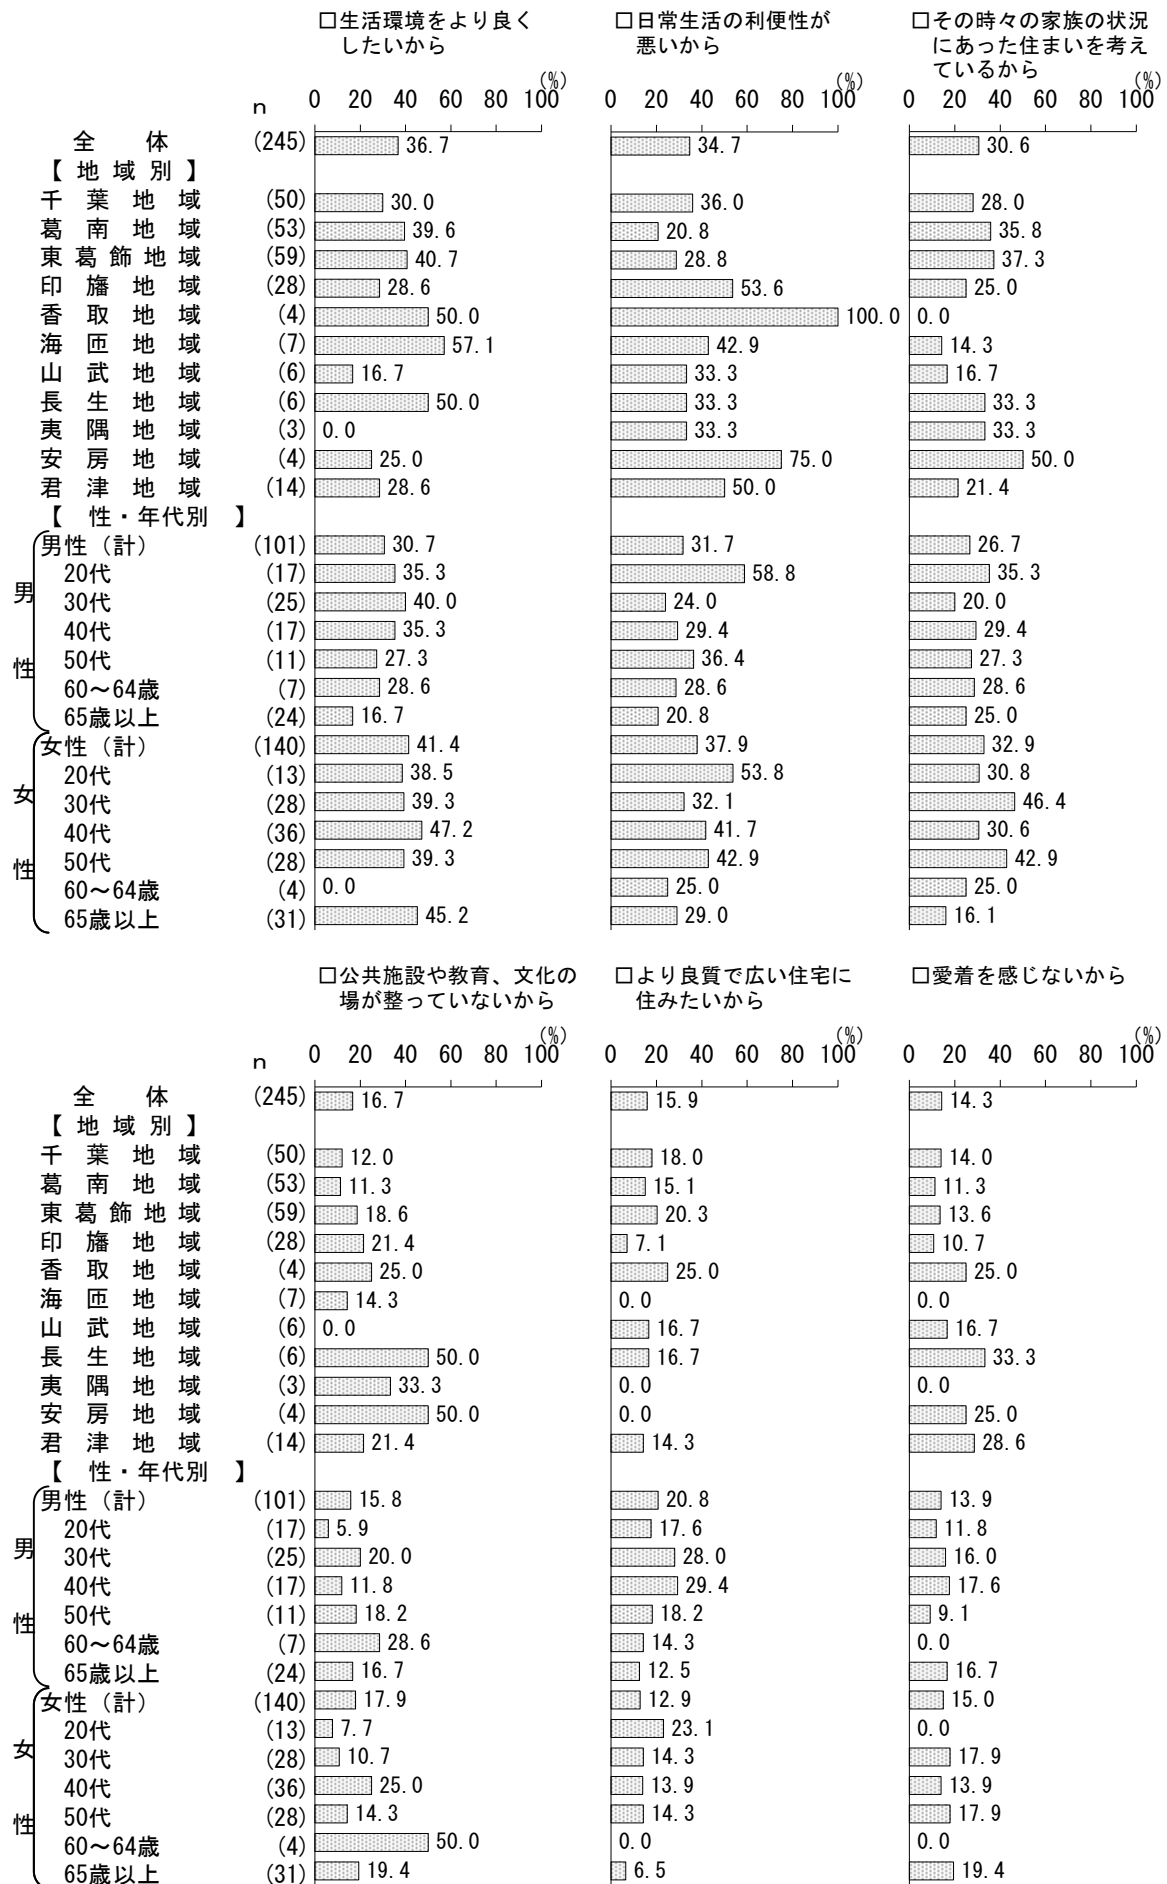 □生活環境をより良く
したいから
□日常生活の利便性が
悪いから
□その時々の家族の状況
にあった住まいを考え
ているから
(%) (%) (%)
n 0 20 40 60 80 100 0 20 40 60 80 100 0 20 40 60 80 100
全 体 (245) 36.7 34.7 30.6
【 地 域 別 】
千 葉 地 域 (50) 30.0 36.0 28.0
葛 南 地 域 (53) 39.6 20.8 35.8
東 葛 飾 地 域 (59) 40.7 28.8 37.3
印 旛 地 域 (28) 28.6 53.6 25.0
香 取 地 域 (4) 50.0 100.0 0.0
海 匝 地 域 (7) 57.1 42.9 14.3
山 武 地 域 (6) 16.7 33.3 16.7
長 生 地 域 (6) 50.0 33.3 33.3
夷 隅 地 域 (3) 0.0 33.3 33.3
安 房 地 域 (4) 25.0 75.0 50.0
君 津 地 域 (14) 28.6 50.0 21.4
【 性・年代別 】
男性
男性（計） (101) 30.7 31.7 26.7
20代 (17) 35.3 58.8 35.3
30代 (25) 40.0 24.0 20.0
40代 (17) 35.3 29.4 29.4
50代 (11) 27.3 36.4 27.3
60～64歳 (7) 28.6 28.6 28.6
65歳以上 (24) 16.7 20.8 25.0
女性
女性（計） (140) 41.4 37.9 32.9
20代 (13) 38.5 53.8 30.8
30代 (28) 39.3 32.1 46.4
40代 (36) 47.2 41.7 30.6
50代 (28) 39.3 42.9 42.9
60～64歳 (4) 0.0 25.0 25.0
65歳以上 (31) 45.2 29.0 16.1
□公共施設や教育、文化の
場が整っていないから
□より良質で広い住宅に
住みたいから
□愛着を感じないから
(%) (%) (%)
n 0 20 40 60 80 100 0 20 40 60 80 100 0 20 40 60 80 100
全 体 (245) 16.7 15.9 14.3
【 地 域 別 】
千 葉 地 域 (50) 12.0 18.0 14.0
葛 南 地 域 (53) 11.3 15.1 11.3
東 葛 飾 地 域 (59) 18.6 20.3 13.6
印 旛 地 域 (28) 21.4 7.1 10.7
香 取 地 域 (4) 25.0 25.0 25.0
海 匝 地 域 (7) 14.3 0.0 0.0
山 武 地 域 (6) 0.0 16.7 16.7
長 生 地 域 (6) 50.0 16.7 33.3
夷 隅 地 域 (3) 33.3 0.0 0.0
安 房 地 域 (4) 50.0 0.0 25.0
君 津 地 域 (14) 21.4 14.3 28.6
【 性・年代別 】
男性
男性（計） (101) 15.8 20.8 13.9
20代 (17) 5.9 17.6 11.8
30代 (25) 20.0 28.0 16.0
40代 (17) 11.8 29.4 17.6
50代 (11) 18.2 18.2 9.1
60～64歳 (7) 28.6 14.3 0.0
65歳以上 (24) 16.7 12.5 16.7
女性
女性（計） (140) 17.9 12.9 15.0
20代 (13) 7.7 23.1 0.0
30代 (28) 10.7 14.3 17.9
40代 (36) 25.0 13.9 13.9
50代 (28) 14.3 14.3 17.9
60～64歳 (4) 50.0 0.0 0.0
65歳以上 (31) 19.4 6.5 19.4